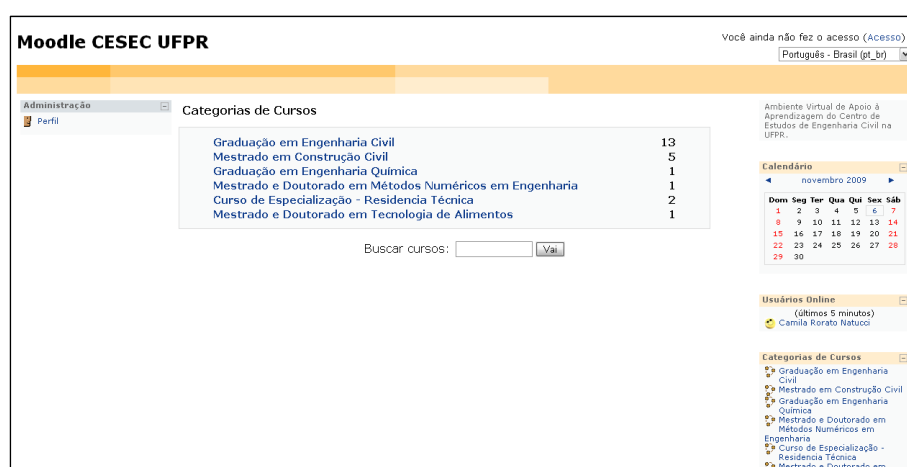 Moodle CESEC UFPR
Você ainda não fez o acesso (Acesso)
Português - Brasil (pt_br)
Administração
Perfil
Categorias de Cursos
Graduação em Engenharia Civil 13
Mestrado em Construção Civil 5
Graduação em Engenharia Química 1
Mestrado e Doutorado em Métodos Numéricos em Engenharia 1
Curso de Especialização - Residencia Técnica 2
Mestrado e Doutorado em Tecnologia de Alimentos 1
Buscar cursos: Vai
Ambiente Virtual de Apoio à
Aprendizagem do Centro de
Estudos de Engenharia Civil na
UFPR.
Calendário
novembro 2009
Dom Seg Ter Qua Qui Sex Sáb
1 2 3 4 5 6 7
8 9 10 11 12 13 14
15 16 17 18 19 20 21
22 23 24 25 26 27 28
29 30
Usuários Online
(últimos 5 minutos)
Camila Rorato Natucci
Categorias de Cursos
Graduação em Engenharia
Civil
Mestrado em Construção Civil
Graduação em Engenharia
Química
Mestrado e Doutorado em
Métodos Numéricos em
Engenharia
Curso de Especialização -
Residencia Técnica
Mestrado e Doutorado em